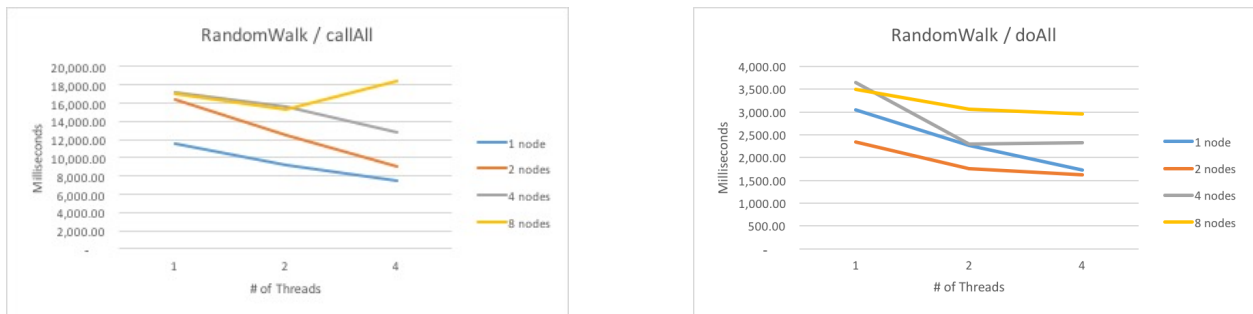 RandomWalk / callAll
20,000.00
18,000.00
16,000.00
14,000.00
12,000.00
10,000.00
8,000.00
6,000.00
4,000.00
2,000.00
-
Milliseconds
1 2 4
# of Threads
1 node
2 nodes
4 nodes
8 nodes
RandomWalk / doAll
4,000.00
3,500.00
3,000.00
2,500.00
2,000.00
1,500.00
1,000.00
500.00
-
Milliseconds
1 2 4
# of Threads
1 node
2 nodes
4 nodes
8 nodes